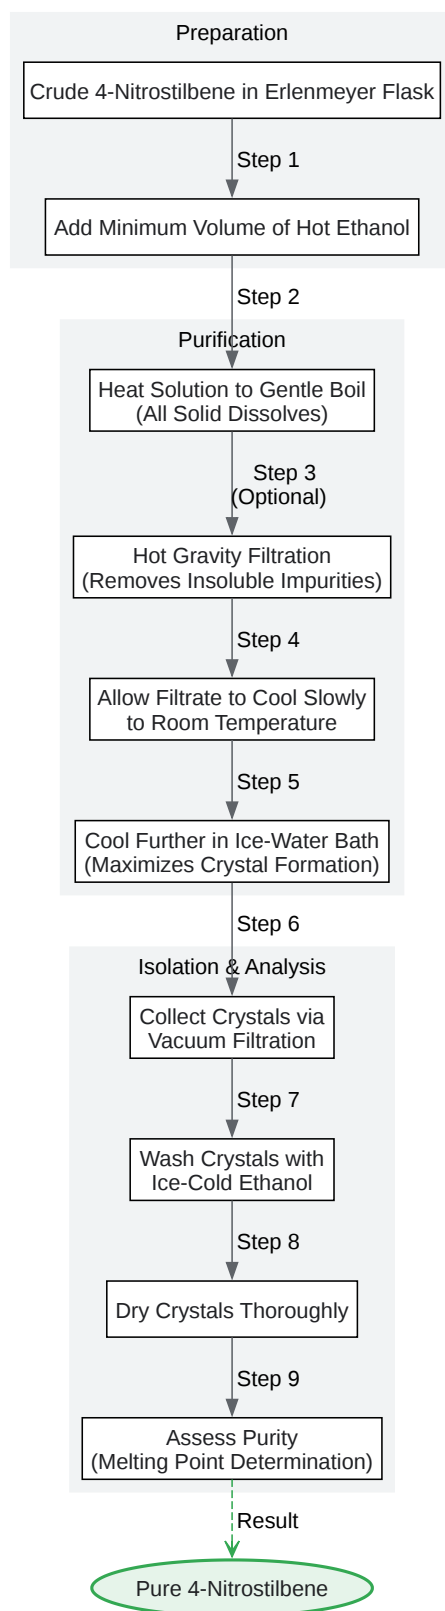 Preparation
Crude 4-Nitrostilbene in Erlenmeyer Flask
Step 1
Add Minimum Volume of Hot Ethanol
Step 2
Purification
Heat Solution to Gentle Boil
(All Solid Dissolves)
Step 3
(Optional)
Hot Gravity Filtration
(Removes Insoluble Impurities)
Step 4
Allow Filtrate to Cool Slowly
to Room Temperature
Step 5
Cool Further in Ice-Water Bath
(Maximizes Crystal Formation)
Step 6
Isolation & Analysis
Collect Crystals via
Vacuum Filtration
Step 7
Wash Crystals with
Ice-Cold Ethanol
Step 8
Dry Crystals Thoroughly
Step 9
Assess Purity
(Melting Point Determination)
Result
Pure 4-Nitrostilbene